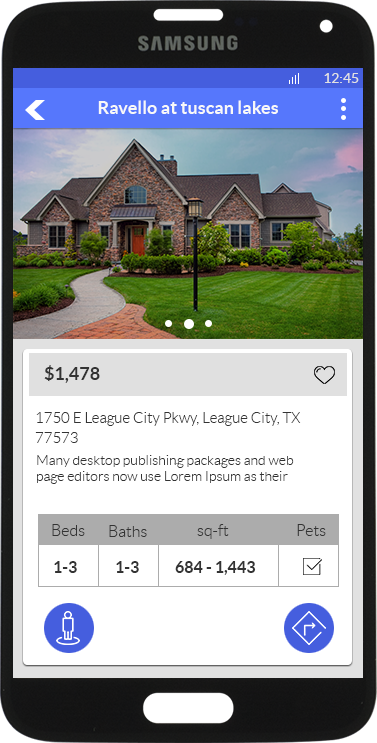 SAMSUNG
12:45
Ravello at tuscan lakes
$1,478
1750 E League City Pkwy, League City, TX
77573
Many desktop publishing packages and web
page editors now use Lorem Ipsum as their
Beds Baths sq-ft Pets
1-3 1-3 684 - 1,443